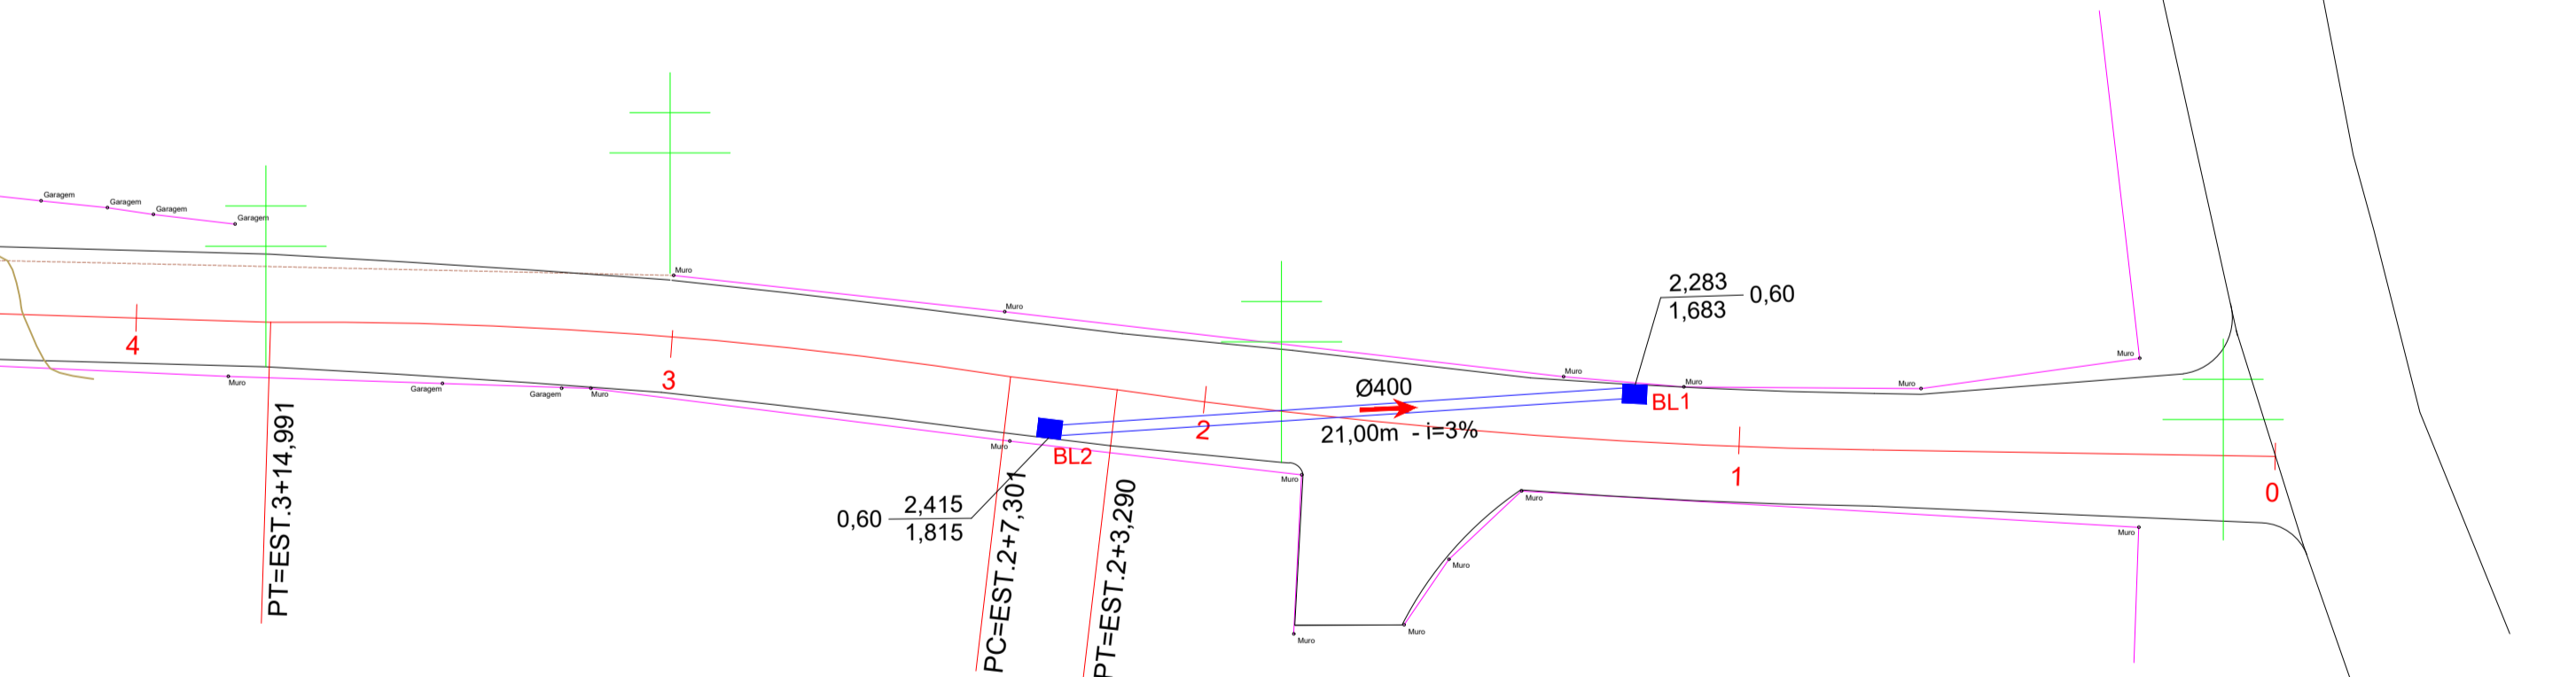 Garagem
Garagem
Garagem
Garagem
Muro
Muro
2,283
1,683
0,60
4
3
Muro
Muro
Muro
Muro
Ø400
BL1
Muro
Garagem
Garagem
Muro
2
21,00m - i=3%
Muro
BL2
1
0
Muro
Muro
2,415
1,815
0,60
Muro
Muro
Muro
Muro
PT=EST.3+14,991
PC=EST.2+7,301
PT=EST.2+3,290